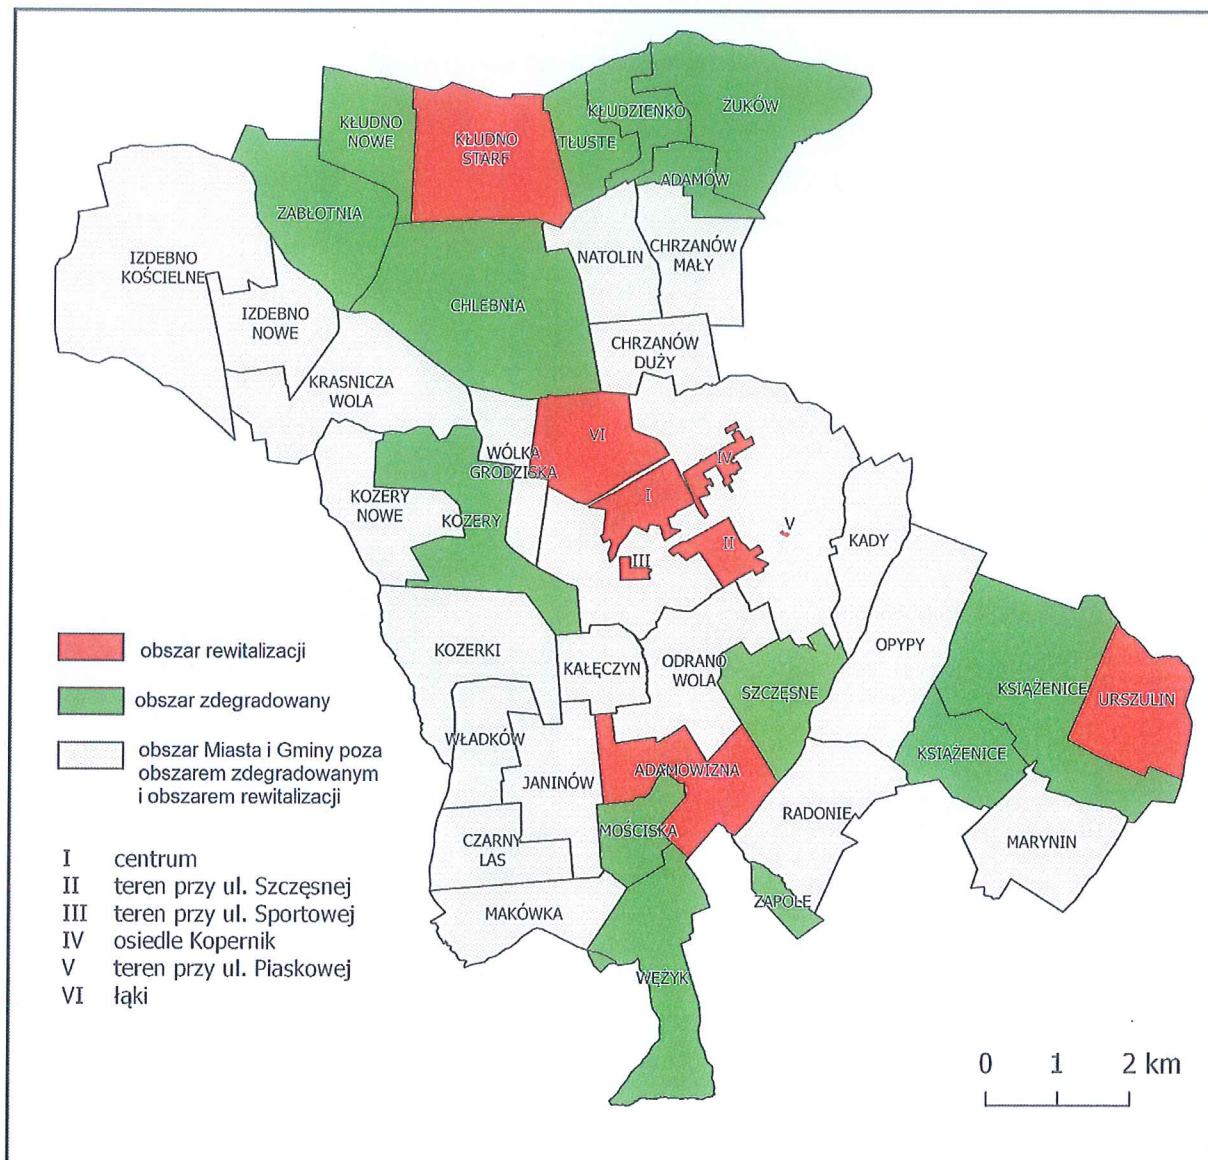 KŁUDNO
NOWE
KŁUDNO
STARE
TŁUSTE
KŁUDZIENKO
ŻUKÓW
ADAMÓW
ZABŁOTNIA
IZDEBNO
KOŚCIELNE
NATOLIN
CHRZANÓW
MAŁY
IZDEBNO
NOWE
CHLEBNIA
CHRZANÓW
DUŻY
KRASNICZA
WOLA
WÓLKA
GRODZISKA
VI
IV
I
KOZERY
NOWE
KOZERY
V
KADY
II
III
obszar rewitalizacji
obszar zdegradowany
obszar Miasta i Gminy poza
obszarem zdegradowanym
i obszarem rewitalizacji
KOZERKI
KAŁĘCZYN
ODRANO
WOLA
SZCZĘSNE
OPYPY
KSIĄŻENICE
URSZULIN
WŁADKÓW
JANINÓW
ADAMOWIZNA
KSIĄŻENICE
MOŚCISKA
RADONIE
MARYNIN
CZARNY
LAS
MAKÓWKA
ZAPOLE
WĘŻYK
I centrum
II teren przy ul. Szczęsnej
III teren przy ul. Sportowej
IV osiedle Kopernik
V teren przy ul. Piaskowej
VI łąki
0 1 2 km